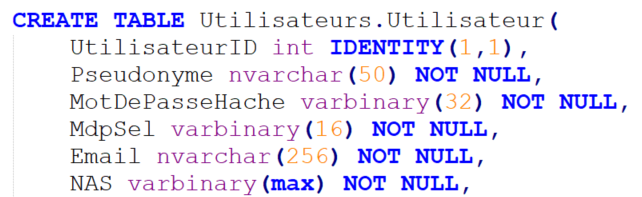 CREATE TABLE Utilisateurs.Utilisateur(
UtilisateurID int IDENTITY(1,1),
Pseudonyme nvarchar(50) NOT NULL,
MotDePasseHache varbinary(32) NOT NULL,
MdpSel varbinary(16) NOT NULL,
Email nvarchar(256) NOT NULL,
NAS varbinary(max) NOT NULL,